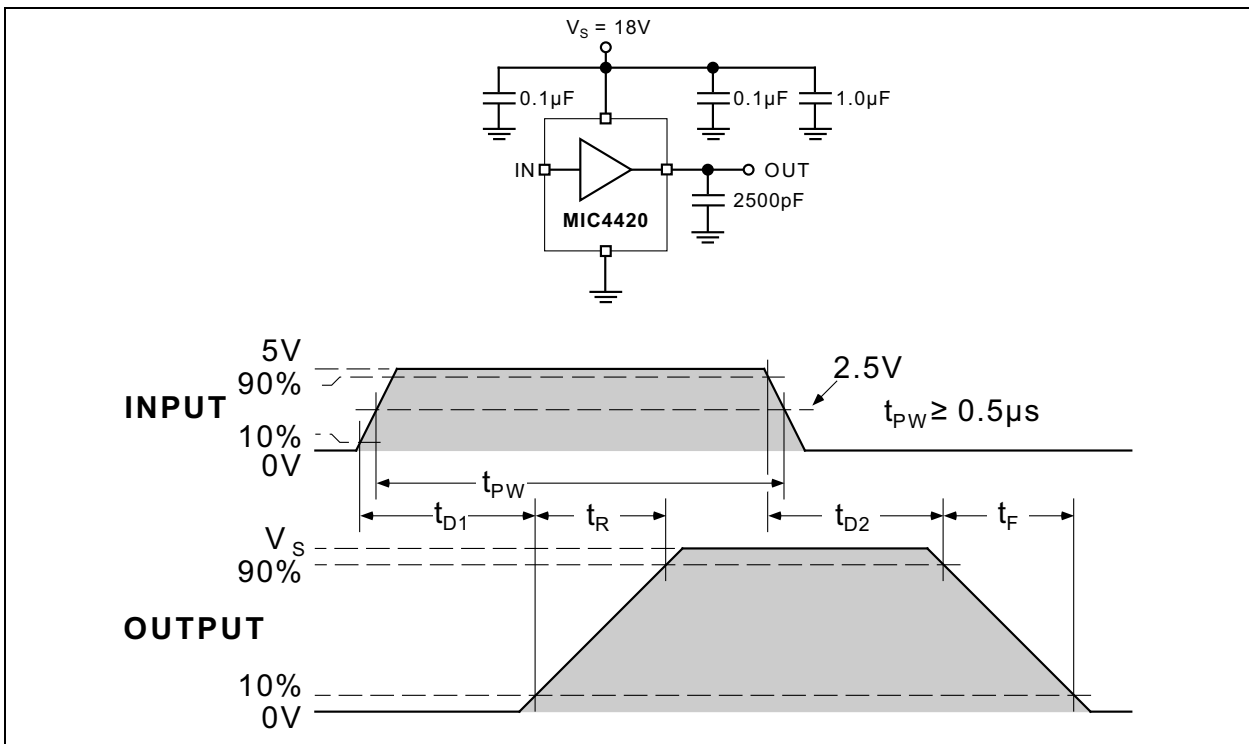 V_S = 18V
0.1µF
0.1µF
1.0µF
IN
OUT
2500pF
MIC4420
5V
90%
INPUT
10%
0V
2.5V
t_PW ≥ 0.5µs
t_PW
t_D1
t_R
t_D2
t_F
V_S
90%
OUTPUT
10%
0V